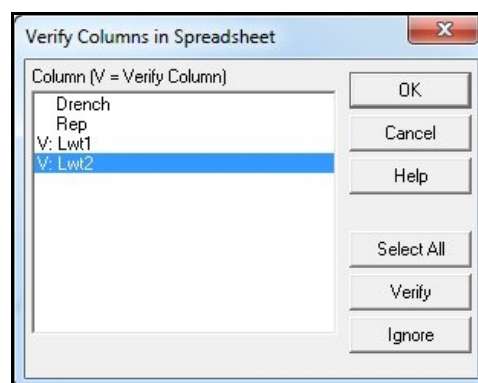 Verify Columns in Spreadsheet
Column (V = Verify Column)
Drench
Rep
V: Lwt1
V: Lwt2
OK
Cancel
Help
Select All
Verify
Ignore